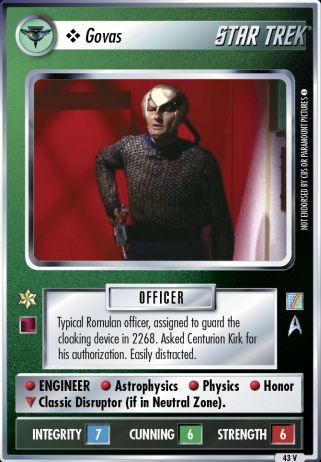 ❖ Govas
STAR TREK®
NOT ENDORSED BY CBS OR PARAMOUNT PICTURES
OFFICER
Typical Romulan officer, assigned to guard the
cloaking device in 2268. Asked Centurion Kirk for
his authorization. Easily distracted.
ENGINEER Astrophysics Physics Honor
Classic Disruptor (if in Neutral Zone).
INTEGRITY 7 CUNNING 6 STRENGTH 6
43 V